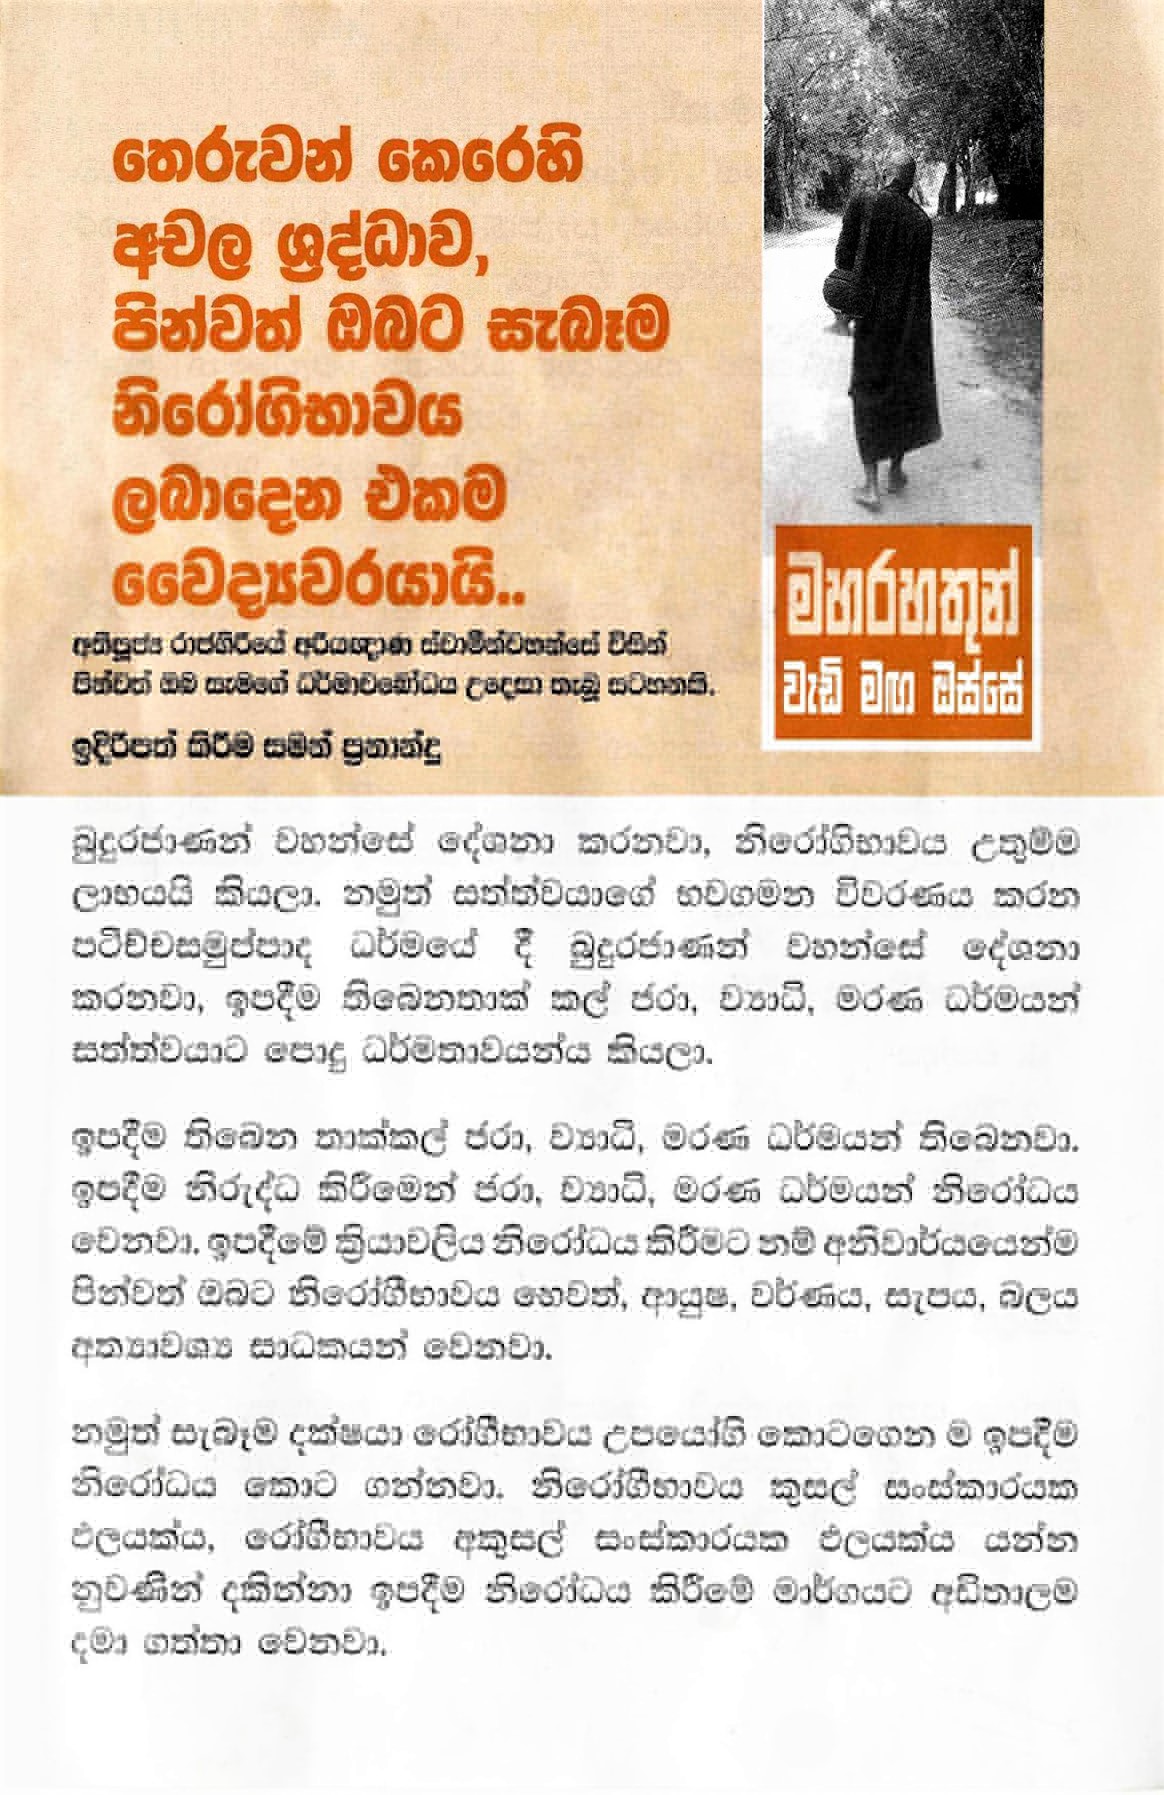 තෙරුවන් කෙරෙහි
අචල ශ්‍රද්ධාව,
පින්වත් ඔබට සැබෑම
නිරෝගිභාවය
ලබාදෙන එකම
වෛද්‍යවරයායි..
අතිපූජ්‍ය රාජගිරියේ අරියඤාණ ස්වාමීන්වහන්සේ විසින්
පින්වත් ඔබ සැමගේ ධර්මාවබෝධය උදෙසා තැබූ සටහනකි.
ඉදිරිපත් කිරීම සමන් ප්‍රනාන්දු
මහරහතුන්
වැඩි මඟ ඔස්සේ
බුදුරජාණන් වහන්සේ දේශනා කරනවා, නිරෝගිභාවය උතුම්ම
ලාභයයි කියලා. නමුත් සත්ත්වයාගේ භවගමන විවරණය කරන
පටිච්චසමුප්පාද ධර්මයේ දී බුදුරජාණන් වහන්සේ දේශනා
කරනවා, ඉපදීම තිබෙනතාක් කල් ජරා, ව්‍යාධි, මරණ ධර්මයන්
සත්ත්වයාට පොදු ධර්මතාවයන්ය කියලා.
ඉපදීම තිබෙන තාක්කල් ජරා, ව්‍යාධි, මරණ ධර්මයන් තිබෙනවා.
ඉපදීම නිරුද්ධ කිරීමෙන් ජරා, ව්‍යාධි, මරණ ධර්මයන් නිරෝධය
වෙනවා. ඉපදීමේ ක්‍රියාවලිය නිරෝධය කිරීමට නම් අනිවාර්යයෙන්ම
පින්වත් ඔබට නිරෝගීභාවය හෙවත්, ආයුෂ, වර්ණය, සැපය, බලය
අත්‍යාවශ්‍ය සාධකයන් වෙනවා.
නමුත් සැබෑම දක්ෂයා රෝගීභාවය උපයෝගි කොටගෙන ම ඉපදීම
නිරෝධය කොට ගන්නවා. නිරෝගීභාවය කුසල් සංස්කාරයක
ඵලයක්ය, රෝගීභාවය අකුසල් සංස්කාරයක ඵලයක්ය යන්න
නුවණින් දකින්නා ඉපදීම නිරෝධය කිරීමේ මාර්ගයට අඩිතාලම
දමා ගත්තා වෙනවා.